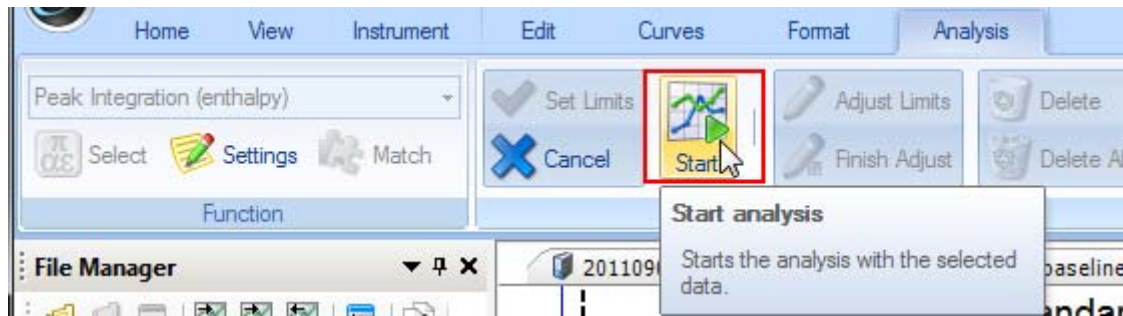 Home View Instrument Edit Curves Format Analysis
Peak Integration (enthalpy)
Set Limits Adjust Limits Delete
Select Settings Match Cancel Start Finish Adjust Delete
Function
Start analysis
Starts the analysis with the selected
data.
File Manager
baseline